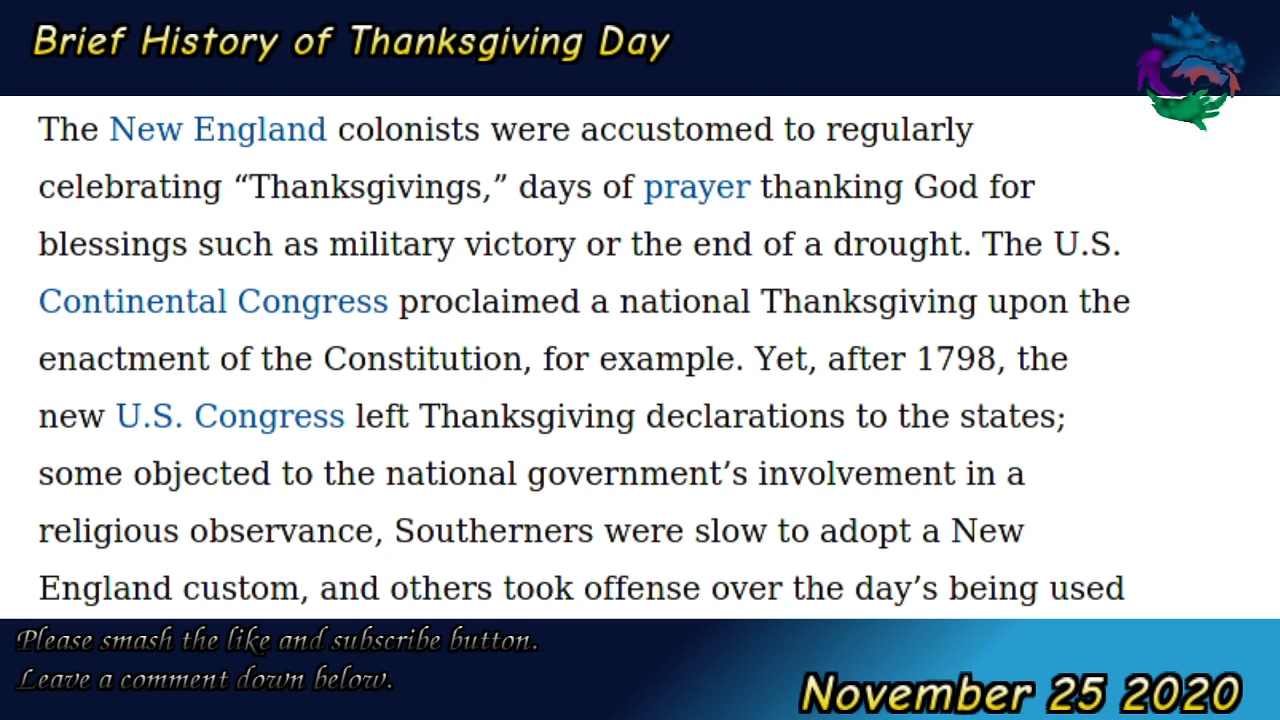 Brief History of Thanksgiving Day
The New England colonists were accustomed to regularly
celebrating “Thanksgivings,” days of prayer thanking God for
blessings such as military victory or the end of a drought. The U.S.
Continental Congress proclaimed a national Thanksgiving upon the
enactment of the Constitution, for example. Yet, after 1798, the
new U.S. Congress left Thanksgiving declarations to the states;
some objected to the national government’s involvement in a
religious observance, Southerners were slow to adopt a New
England custom, and others took offense over the day’s being used
Please smash the like and subscribe button.
Leave a comment down below.
November 25 2020